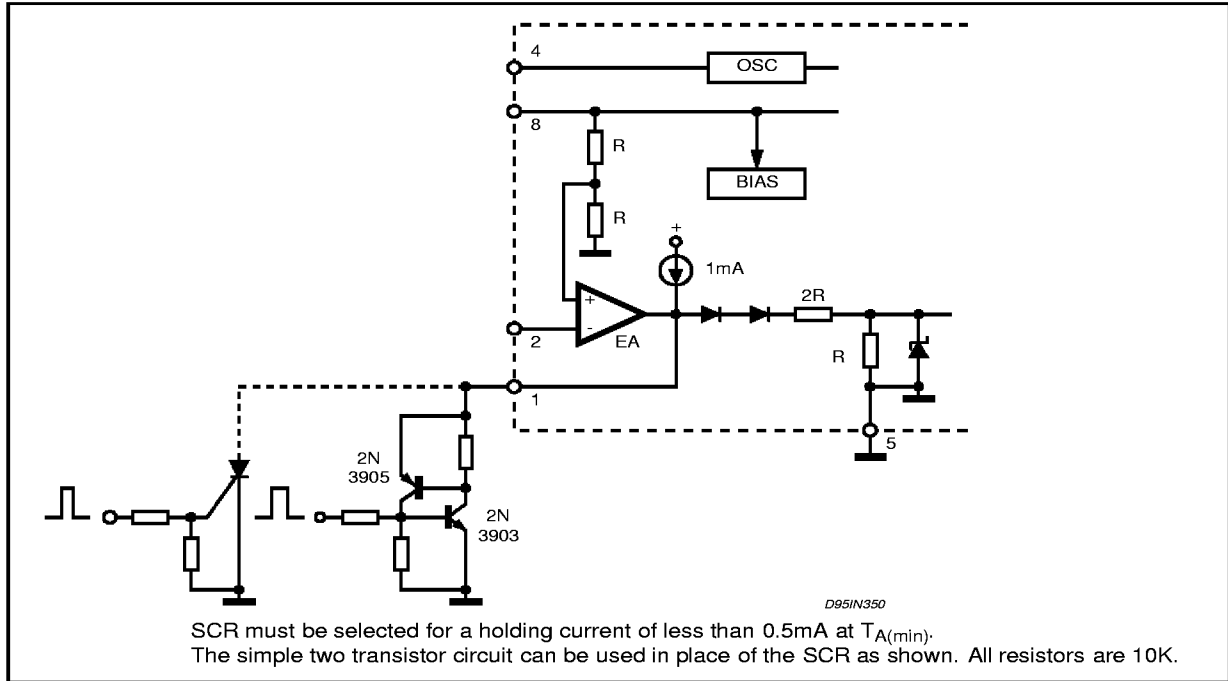 4
OSC
8
R
BIAS
R
+
1mA
2R
+
-
EA
2
R
1
5
2N
3905
2N
3903
D95IN350
SCR must be selected for a holding current of less than 0.5mA at TA(min).
The simple two transistor circuit can be used in place of the SCR as shown. All resistors are 10K.